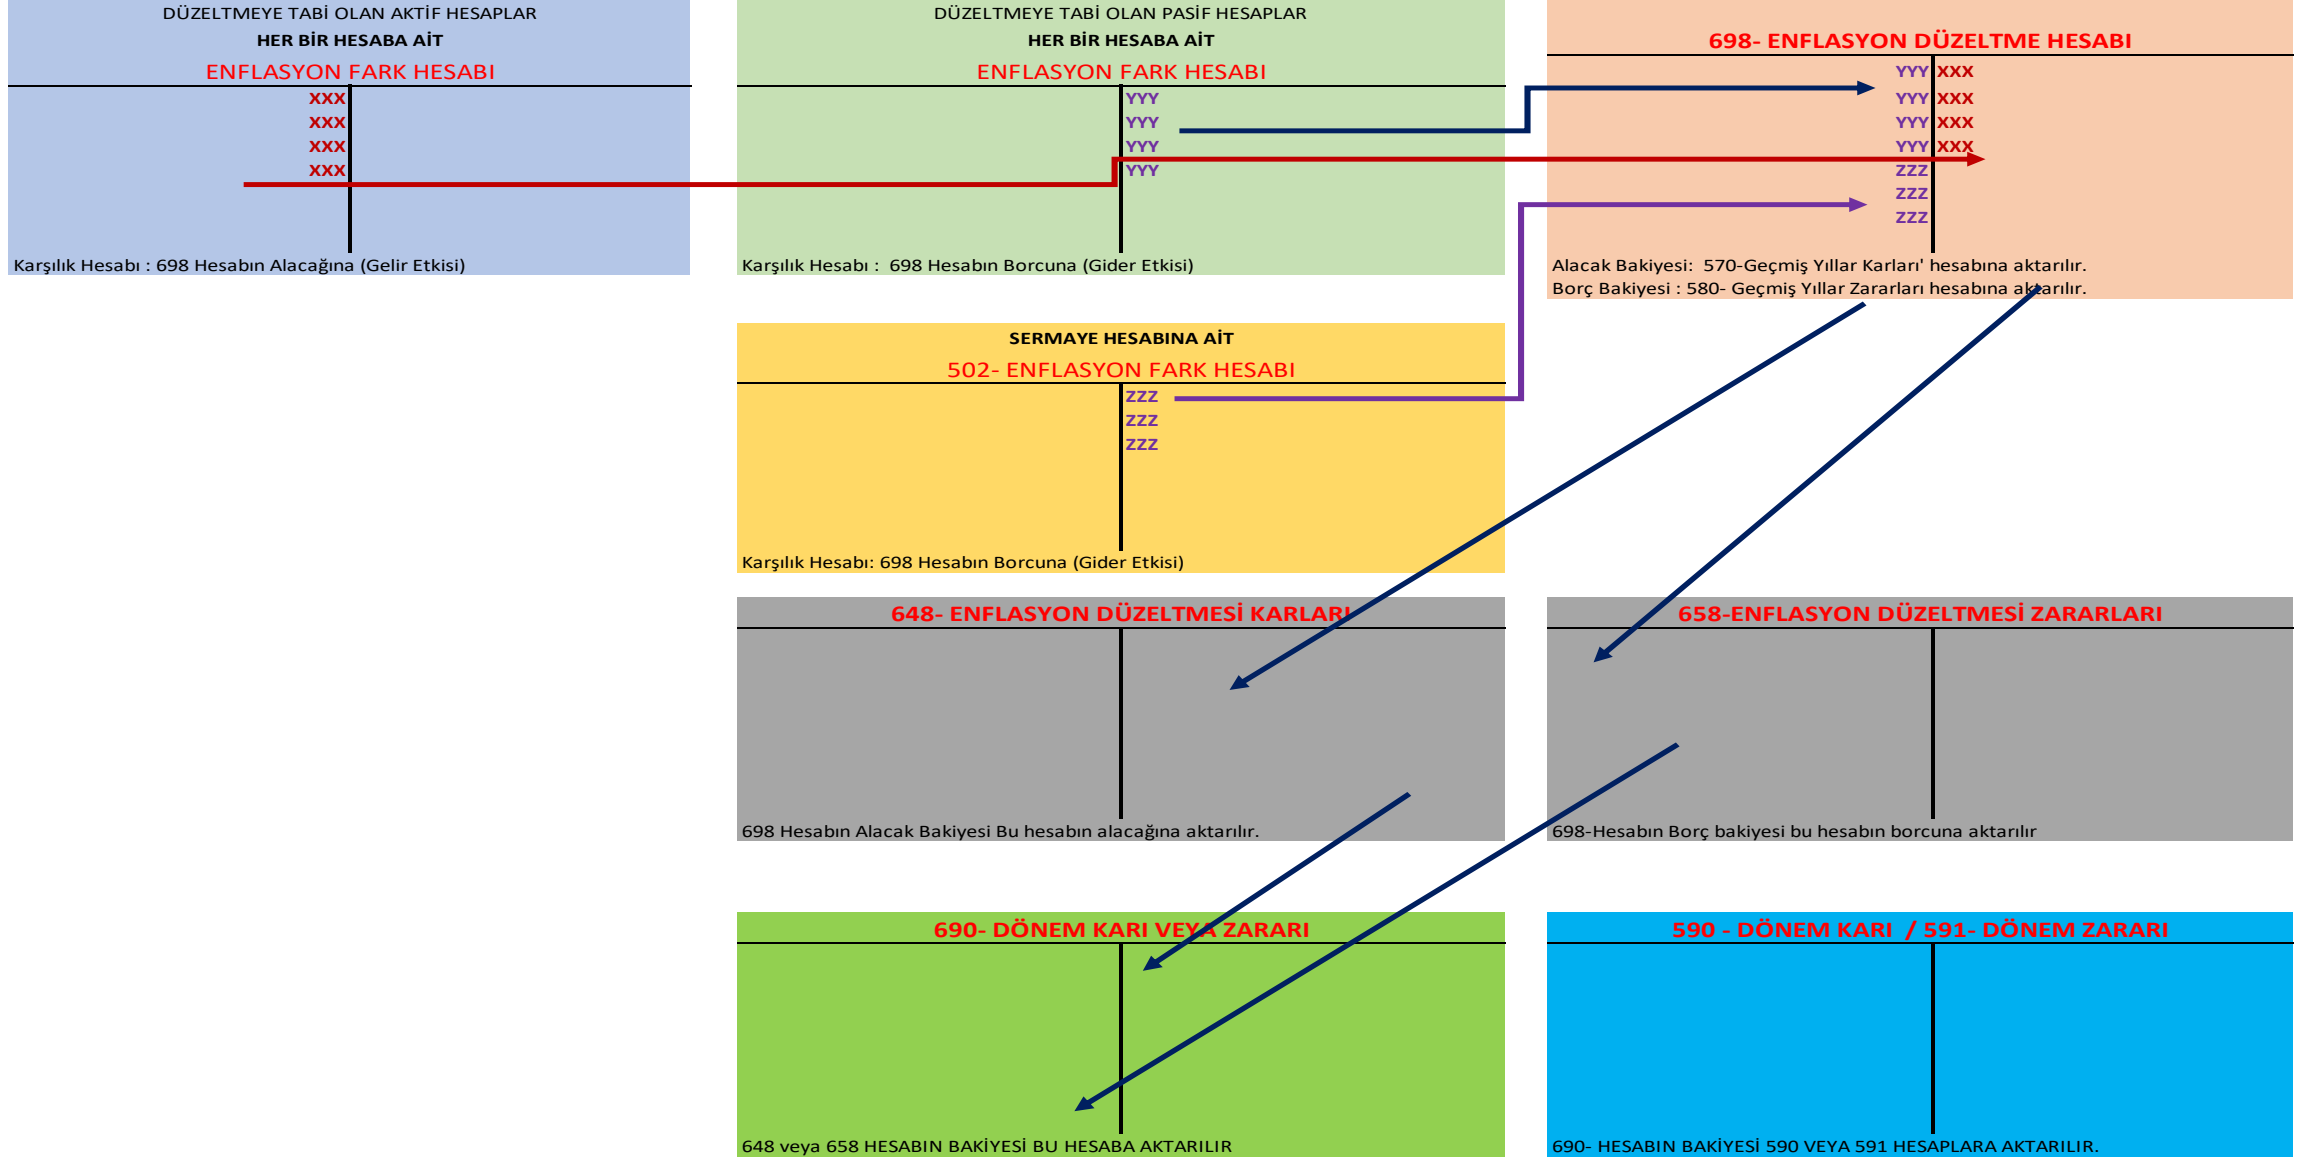 DÜZELTMEYE TABİ OLAN AKTİF HESAPLAR
HER BİR HESABA AİT
ENFLASYON FARK HESABI
XXX
XXX
XXX
XXX
Karşılık Hesabı : 698 Hesabın Alacağına (Gelir Etkisi)
DÜZELTMEYE TABİ OLAN PASİF HESAPLAR
HER BİR HESABA AİT
ENFLASYON FARK HESABI
YYY
YYY
YYY
YYY
Karşılık Hesabı : 698 Hesabın Borcuna (Gider Etkisi)
698- ENFLASYON DÜZELTME HESABI
YYY XXX
YYY XXX
YYY XXX
YYY XXX
ZZZ
ZZZ
ZZZ
Alacak Bakiyesi: 570-Geçmiş Yıllar Karları' hesabına aktarılır.
Borç Bakiyesi : 580- Geçmiş Yıllar Zararları hesabına aktarılır.
SERMAYE HESABINA AİT
502- ENFLASYON FARK HESABI
ZZZ
ZZZ
ZZZ
Karşılık Hesabı: 698 Hesabın Borcuna (Gider Etkisi)
648- ENFLASYON DÜZELTMESİ KARLARI
698 Hesabın Alacak Bakiyesi Bu hesabın alacağına aktarılır.
658-ENFLASYON DÜZELTMESİ ZARARLARI
698-Hesabın Borç bakiyesi bu hesabın borcuna aktarılır
690- DÖNEM KARI VEYA ZARARI
648 veya 658 HESABIN BAKİYESİ BU HESABA AKTARILIR
590 - DÖNEM KARI / 591- DÖNEM ZARARI
690- HESABIN BAKİYESİ 590 VEYA 591 HESAPLARA AKTARILIR.